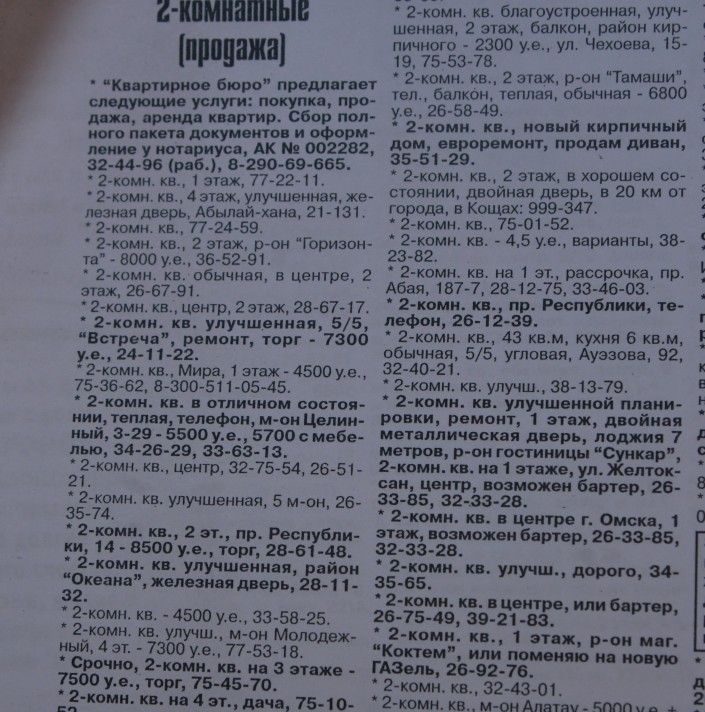 2-комнатные
(продажа)
* "Квартирное бюро" предлагает
следующие услуги: покупка, про-
дажа, аренда квартир. Сбор пол-
ного пакета документов и оформ-
ление у нотариуса, АК № 002282,
32-44-96 (раб.), 8-290-69-665.
* 2-комн. кв., 1 этаж, 77-22-11.
* 2-комн. кв., 4 этаж, улучшенная, же-
лезная дверь, Абылай-хана, 21-131.
* 2-комн. кв., 77-24-59.
* 2-комн. кв., 2 этаж, р-он "Горизон-
та" - 8000 у.е., 36-52-91.
* 2-комн. кв. обычная, в центре, 2
этаж, 26-67-91.
* 2-комн. кв., центр, 2 этаж, 28-67-17.
* 2-комн. кв. улучшенная, 5/5,
"Встреча", ремонт, торг - 7300
у.е., 24-11-22.
* 2-комн. кв., Мира, 1 этаж - 4500 у.е.,
75-36-62, 8-300-511-05-45.
* 2-комн. кв. в отличном состоя-
нии, теплая, телефон, м-он Целин-
ный, 3-29 - 5500 у.е., 5700 с мебе-
лью, 34-26-29, 33-63-13.
* 2-комн. кв., центр, 32-75-54, 26-51-
21.
* 2-комн. кв. улучшенная, 5 м-он, 26-
35-74.
* 2-комн. кв., 2 эт., пр. Республи-
ки, 14 - 8500 у.е., торг, 28-61-48.
* 2-комн. кв. улучшенная, район
"Океана", железная дверь, 28-11-
32.
* 2-комн. кв. - 4500 у.е., 33-58-25.
* 2-комн. кв. улучш., м-он Молодеж-
ный, 4 эт. - 7300 у.е., 77-53-18.
* Срочно, 2-комн. кв. на 3 этаже -
7500 у.е., торг, 75-45-70.
* 2-комн. кв. на 4 эт., дача, 75-10-
* 2-комн. кв. благоустроенная, улуч-
шенная, 2 этаж, балкон, район кир-
пичного - 2300 у.е., ул. Чехоева, 15-
19, 75-53-78.
* 2-комн. кв., 2 этаж, р-он "Тамаши",
тел., балкон, теплая, обычная - 6800
у.е., 26-58-49.
* 2-комн. кв., новый кирпичный
дом, евроремонт, продам диван,
35-51-29.
* 2-комн. кв., 2 этаж, в хорошем со-
стоянии, двойная дверь, в 20 км от
города, в Кощах: 999-347.
* 2-комн. кв., 75-01-52.
* 2-комн. кв. - 4,5 у.е., варианты, 38-
23-82.
* 2-комн. кв. на 1 эт., рассрочка, пр.
Абая, 187-7, 28-12-75, 33-46-03.
* 2-комн. кв., пр. Республики, те-
лефон, 26-12-39.
* 2-комн. кв., 43 кв.м, кухня 6 кв.м,
обычная, 5/5, угловая, Ауэзова, 92,
32-40-21.
* 2-комн. кв. улучш., 38-13-79.
* 2-комн. кв. улучшенной плани-
ровки, ремонт, 1 этаж, двойная
металлическая дверь, лоджия 7
метров, р-он гостиницы "Сункар",
2-комн. кв. на 1 этаже, ул. Желток-
сан, центр, возможен бартер, 26-
33-85, 32-33-28.
* 2-комн. кв. в центре г. Омска, 1
этаж, возможен бартер, 26-33-85,
32-33-28.
* 2-комн. кв. улучш., дорого, 34-
35-65.
* 2-комн. кв. в центре, или бартер,
26-75-49, 39-21-83.
* 2-комн. кв., 1 этаж, р-он маг.
"Коктем", или поменяю на новую
ГАЗель, 26-92-76.
* 2-комн. кв., 32-43-01.
* 2-комн. кв., м-он Алатау - 5000 у.е. +